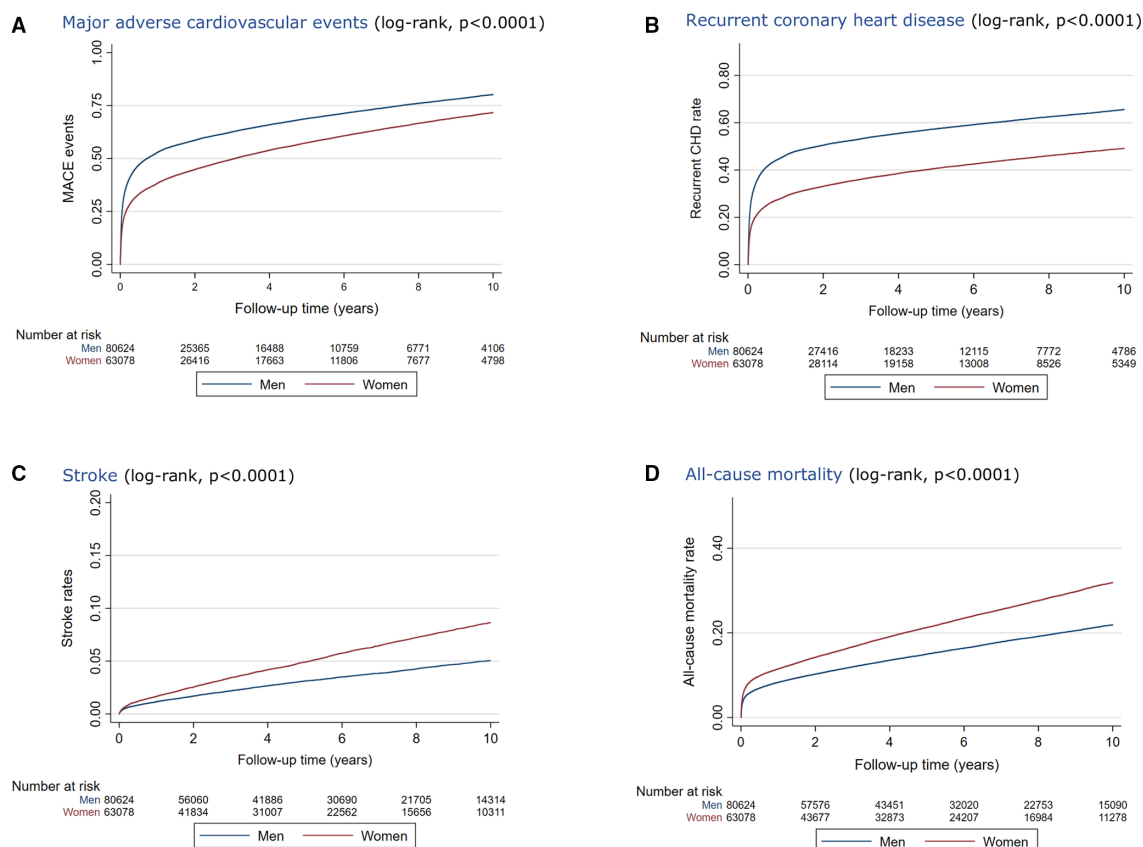 A Major adverse cardiovascular events (log-rank, p<0.0001)
MACE events
1.00
0.75
0.50
0.25
0.00
0 2 4 6 8 10
Follow-up time (years)
Number at risk
Men 80624 25365 16488 10759 6771 4106
Women 63078 26416 17663 11806 7677 4798
Men Women
B Recurrent coronary heart disease (log-rank, p<0.0001)
Recurrent CHD rate
0.80
0.60
0.40
0.20
0.00
0 2 4 6 8 10
Follow-up time (years)
Number at risk
Men 80624 27416 18233 12115 7772 4786
Women 63078 28114 19158 13008 8526 5349
Men Women
C Stroke (log-rank, p<0.0001)
Stroke rates
0.20
0.15
0.10
0.05
0.00
0 2 4 6 8 10
Follow-up time (years)
Number at risk
Men 80624 56060 41886 30690 21705 14314
Women 63078 41834 31007 22562 15656 10311
Men Women
D All-cause mortality (log-rank, p<0.0001)
All-cause mortality rate
0.40
0.20
0.00
0 2 4 6 8 10
Follow-up time (years)
Number at risk
Men 80624 57576 43451 32020 22753 15090
Women 63078 43677 32873 24207 16984 11278
Men Women